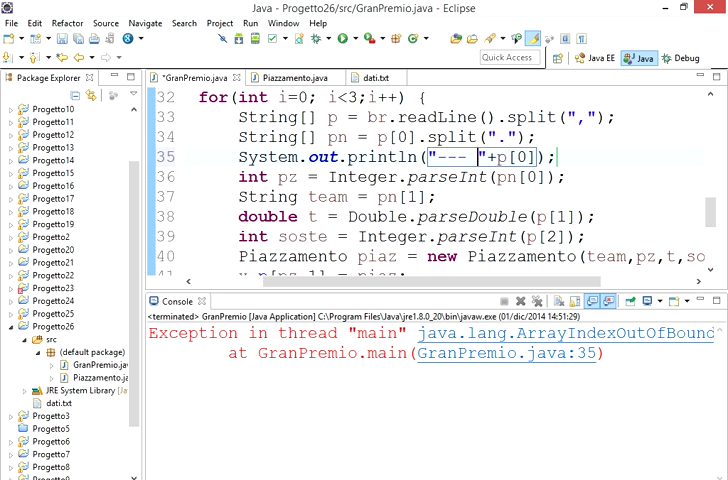 Java - Progetto26/src/GranPremio.java - Eclipse
File Edit Source Refactor Navigate Search Project Run Window Help
Quick Access
Java EE
Java
Debug
Package Explorer
*GranPremio.java
Piazzamento.java
dati.txt
Progetto10
Progetto11
Progetto12
Progetto13
Progetto14
Progetto15
Progetto16
Progetto17
Progetto18
Progetto19
Progetto2
Progetto20
Progetto21
Progetto22
Progetto23
Progetto24
Progetto25
Progetto26
src
(default package)
GranPremio.java
Piazzamento.ja
JRE System Library [Jav
dati.txt
Progetto3
Progetto5
Progetto6
Progetto7
Progetto8
32 for(int i=0; i<3;i++) {
33 String[] p = br.readLine().split(",");
34 String[] pn = p[0].split(".");
35 System.out.println("--- "+p[0]);
36 int pz = Integer.parseInt(pn[0]);
37 String team = pn[1];
38 double t = Double.parseDouble(p[1]);
39 int soste = Integer.parseInt(p[2]);
40 Piazzamento piaz = new Piazzamento(team,pz,t,so
41 v.p[pz-1] = piaz;
Console
<terminated> GranPremio [Java Application] C:\Program Files\Java\jre1.8.0_20\bin\javaw.exe (01/dic/2014 14:51:29)
Exception in thread "main" java.lang.ArrayIndexOutOfBound
at GranPremio.main(GranPremio.java:35)